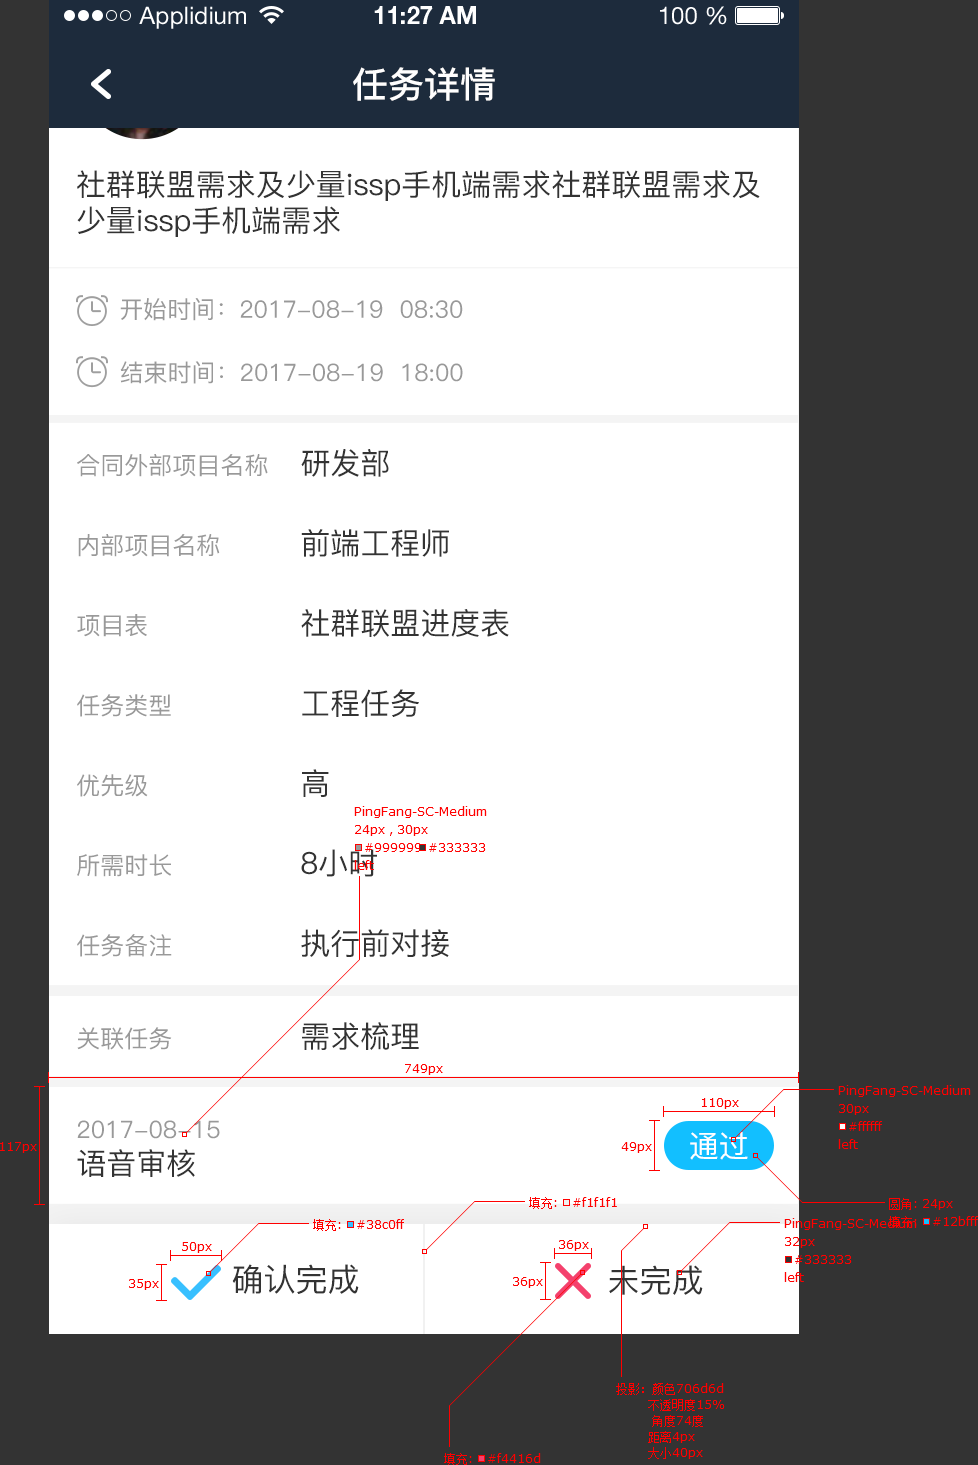 Applidium 11:27 AM 100 %
任务详情
社群联盟需求及少量issp手机端需求社群联盟需求及
少量issp手机端需求
开始时间：2017-08-19 08:30
结束时间：2017-08-19 18:00
合同外部项目名称 研发部
内部项目名称 前端工程师
项目表 社群联盟进度表
任务类型 工程任务
优先级 高
PingFang-SC-Medium
24px , 30px
#999999 #333333
left
所需时长 8小时
任务备注 执行前对接
关联任务 需求梳理
749px
117px
2017-08-15
语音审核
110px
49px
通过
PingFang-SC-Medium
30px
#ffffff
left
圆角: 24px
填充: #12bfff
填充: #38c0ff
填充: #f1f1f1
PingFang-SC-Medium
32px
#333333
left
50px
35px
确认完成
36px
36px
未完成
投影: 颜色706d6d
不透明度15%
角度74度
距离4px
大小40px
填充: #f4416d